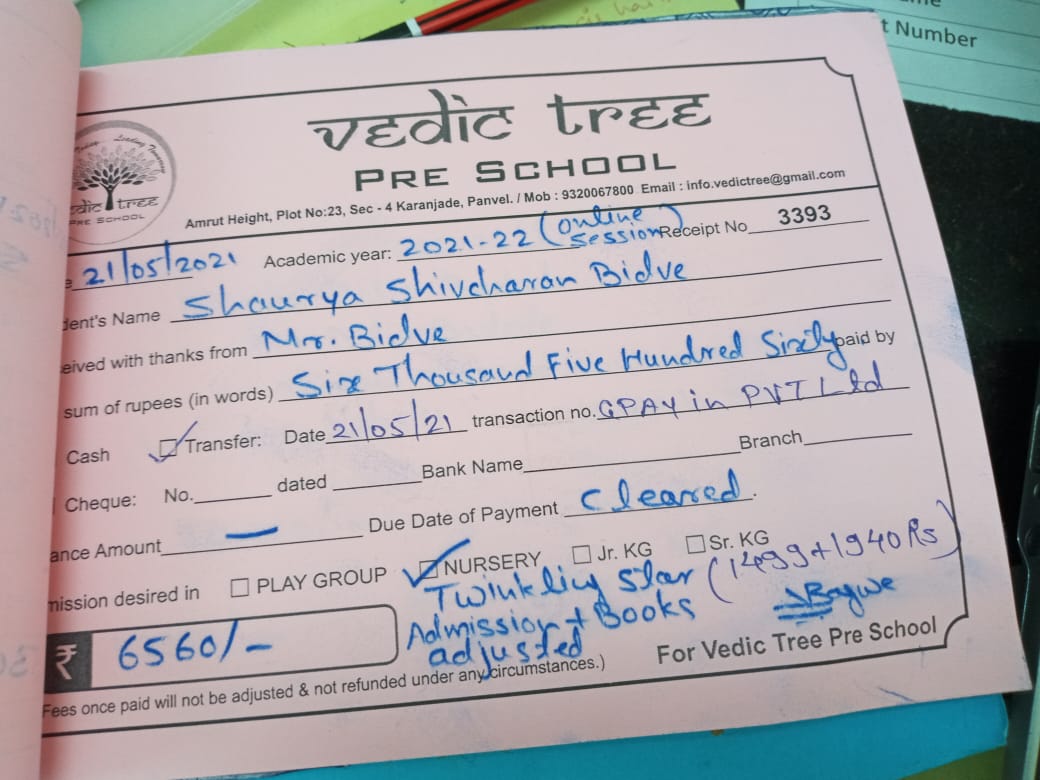 me
t Number
vedic tree
PRE SCHOOL
Leading Tomorrow
edic tree
PRE SCHOOL
Amrut Height, Plot No:23, Sec - 4 Karanjade, Panvel. / Mob : 9320067800 Email : info.vedictree@gmail.com
e 21/05/2021 Academic year: 2021-22 (online session) Receipt No 3393
dent's Name Shaurya Shivcharan Bidve
eived with thanks from Mr. Bidve
sum of rupees (in words) Six Thousand Five Hundred Sixty paid by
Cash Transfer: Date 21/05/21 transaction no. GPAY in PVT Ltd
Cheque: No. dated Bank Name Branch
ance Amount — Due Date of Payment Cleared.
mission desired in PLAY GROUP NURSERY Jr. KG Sr. KG
Twinkling Star (1499+1940 Rs)
Admission + Books
adjusted
Bagwe
₹ 6560/-
For Vedic Tree Pre School
Fees once paid will not be adjusted & not refunded under any circumstances.)